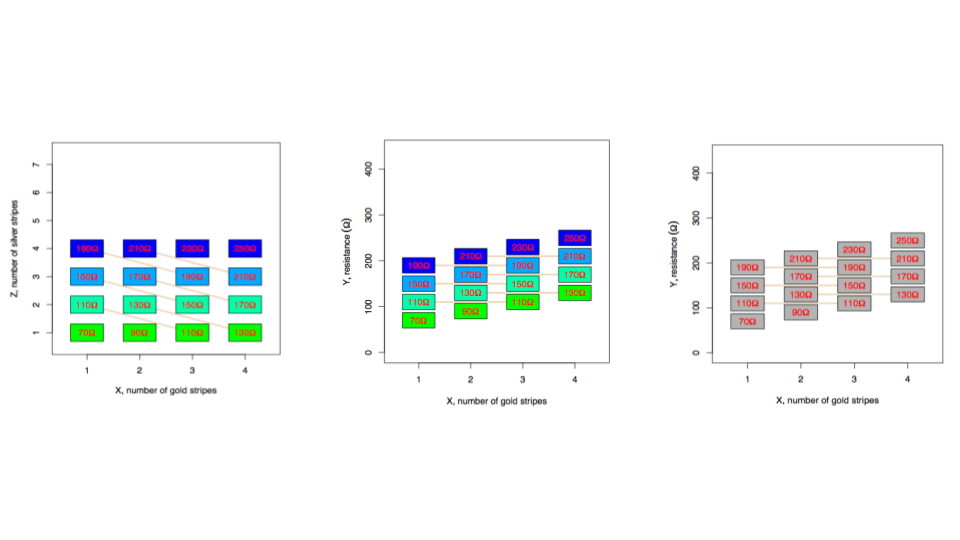 Z, number of silver stripes
7
6
5
4
3
2
1
190Ω 210Ω 230Ω 250Ω
150Ω 170Ω 190Ω 210Ω
110Ω 130Ω 150Ω 170Ω
70Ω 90Ω 110Ω 130Ω
1 2 3 4
X, number of gold stripes
Y, resistance (Ω)
400
300
200
100
0
190Ω 210Ω 230Ω 250Ω
150Ω 170Ω 190Ω 210Ω
110Ω 130Ω 150Ω 170Ω
70Ω 90Ω 110Ω 130Ω
1 2 3 4
X, number of gold stripes
Y, resistance (Ω)
400
300
200
100
0
190Ω 210Ω 230Ω 250Ω
150Ω 170Ω 190Ω 210Ω
110Ω 130Ω 150Ω 170Ω
70Ω 90Ω 110Ω 130Ω
1 2 3 4
X, number of gold stripes